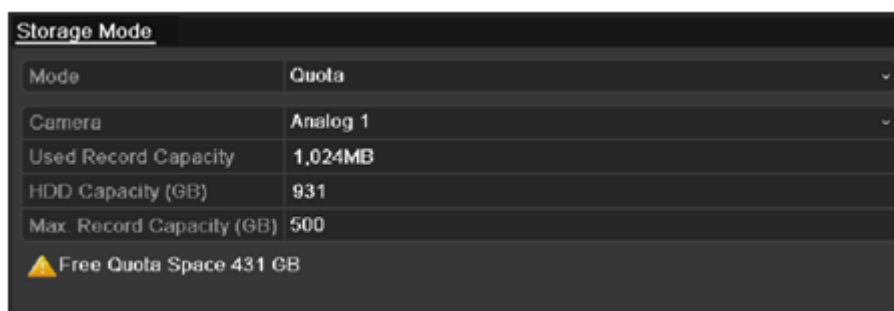 Storage Mode
Mode Quota
Camera Analog 1
Used Record Capacity 1,024MB
HDD Capacity (GB) 931
Max. Record Capacity (GB) 500
Free Quota Space 431 GB